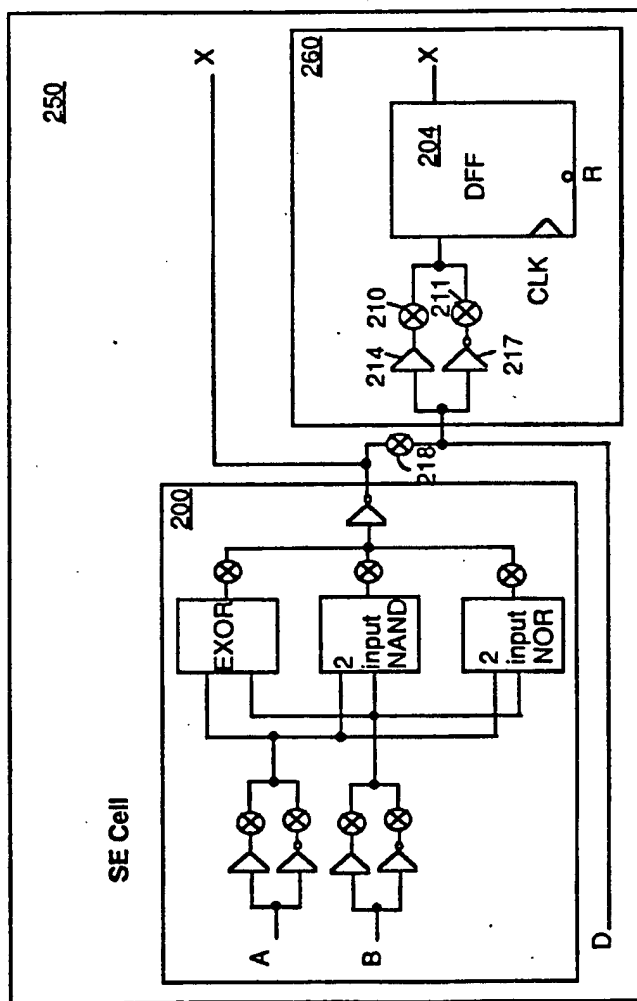 250
SE Cell
200
A
B
EXOR
2
input
NAND
2
input
NOR
X
218
D
260
214
210
217
211
204
DFF
CLK
R
X